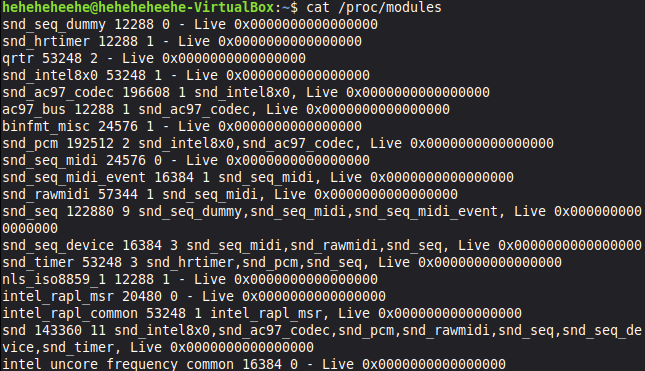 heheheheehe@heheheheehe-VirtualBox:~$ cat /proc/modules
snd_seq_dummy 12288 0 - Live 0x0000000000000000
snd_hrtimer 12288 1 - Live 0x0000000000000000
qrtr 53248 2 - Live 0x0000000000000000
snd_intel8x0 53248 1 - Live 0x0000000000000000
snd_ac97_codec 196608 1 snd_intel8x0, Live 0x0000000000000000
ac97_bus 12288 1 snd_ac97_codec, Live 0x0000000000000000
binfmt_misc 24576 1 - Live 0x0000000000000000
snd_pcm 192512 2 snd_intel8x0,snd_ac97_codec, Live 0x0000000000000000
snd_seq_midi 24576 0 - Live 0x0000000000000000
snd_seq_midi_event 16384 1 snd_seq_midi, Live 0x0000000000000000
snd_rawmidi 57344 1 snd_seq_midi, Live 0x0000000000000000
snd_seq 122880 9 snd_seq_dummy,snd_seq_midi,snd_seq_midi_event, Live 0x000000000
0000000
snd_seq_device 16384 3 snd_seq_midi,snd_rawmidi,snd_seq, Live 0x0000000000000000
snd_timer 53248 3 snd_hrtimer,snd_pcm,snd_seq, Live 0x0000000000000000
nls_iso8859_1 12288 1 - Live 0x0000000000000000
intel_rapl_msr 20480 0 - Live 0x0000000000000000
intel_rapl_common 53248 1 intel_rapl_msr, Live 0x0000000000000000
snd 143360 11 snd_intel8x0,snd_ac97_codec,snd_pcm,snd_rawmidi,snd_seq,snd_seq_de
vice,snd_timer, Live 0x0000000000000000
intel_uncore_frequency_common 16384 0 - Live 0x0000000000000000